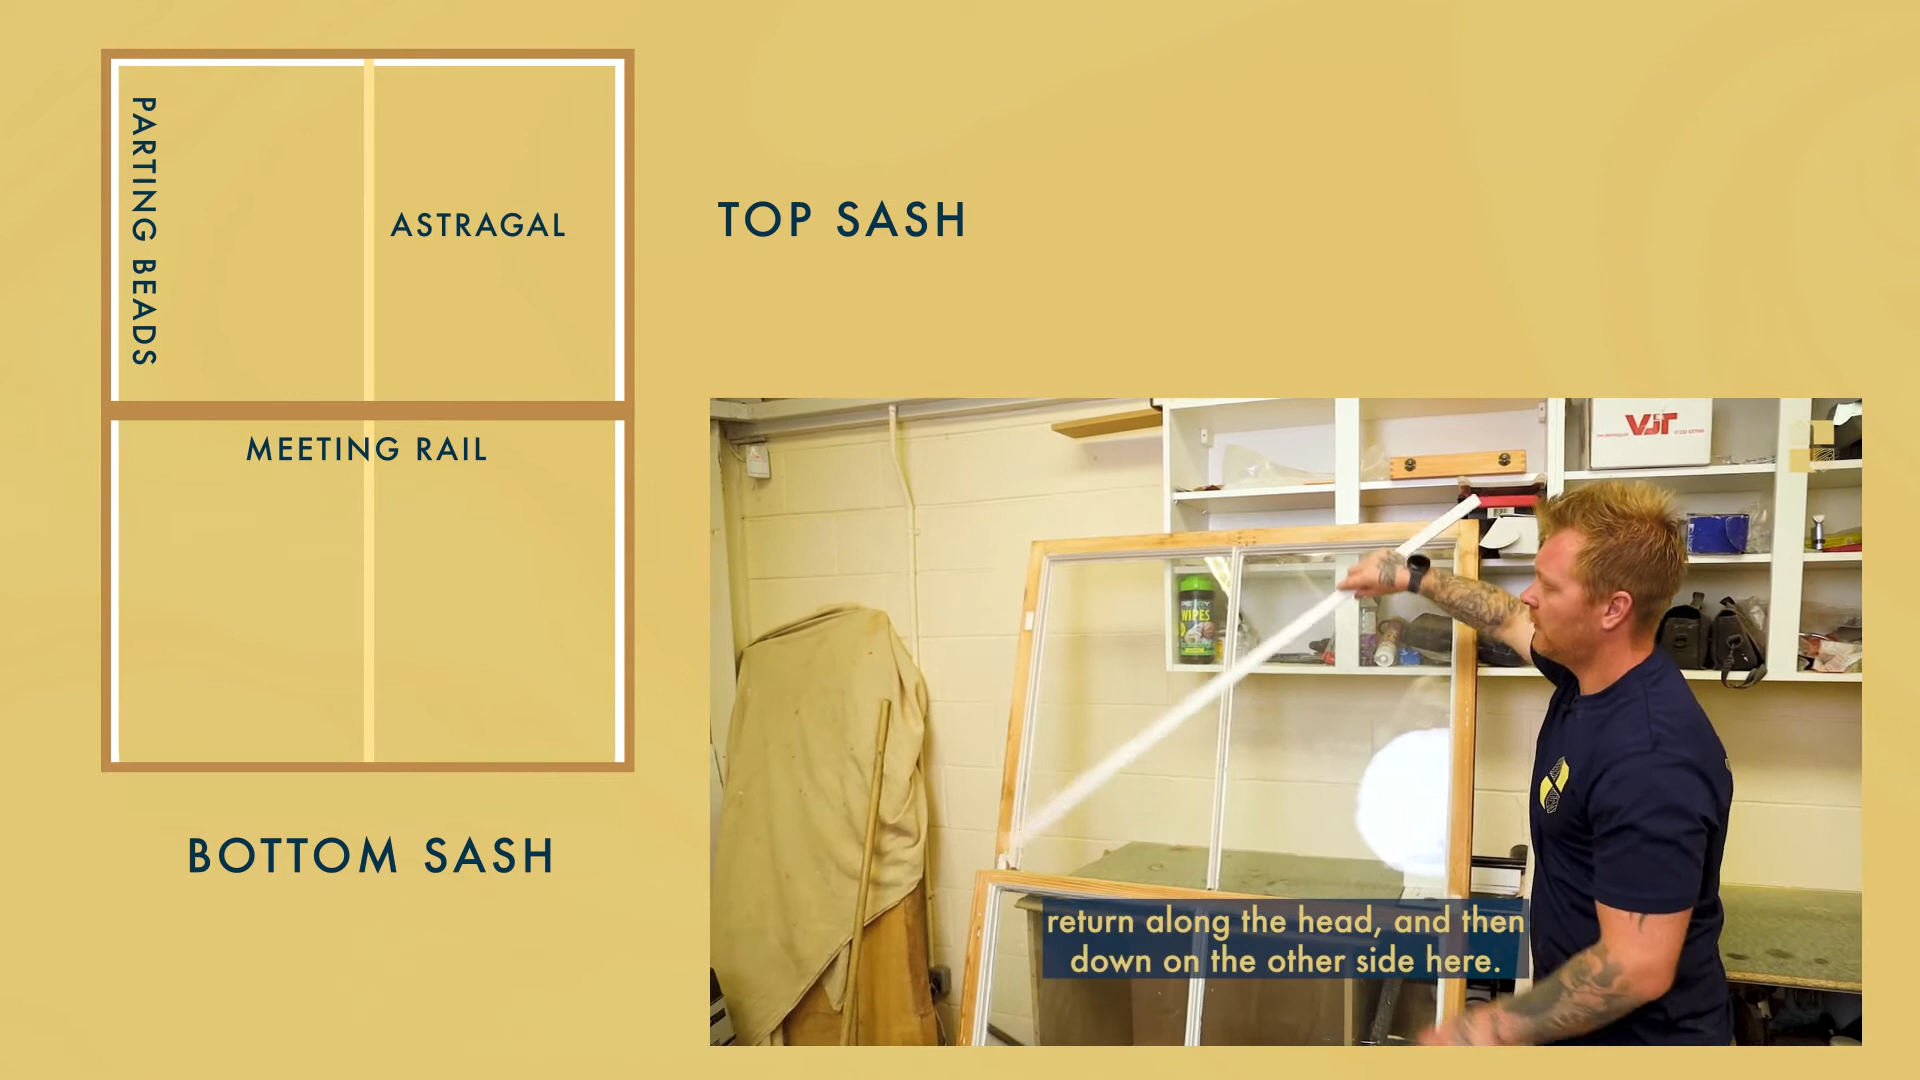 PARTING BEADS
ASTRAGAL
TOP SASH
MEETING RAIL
BOTTOM SASH
VJT
WIPES
return along the head, and then
down on the other side here.